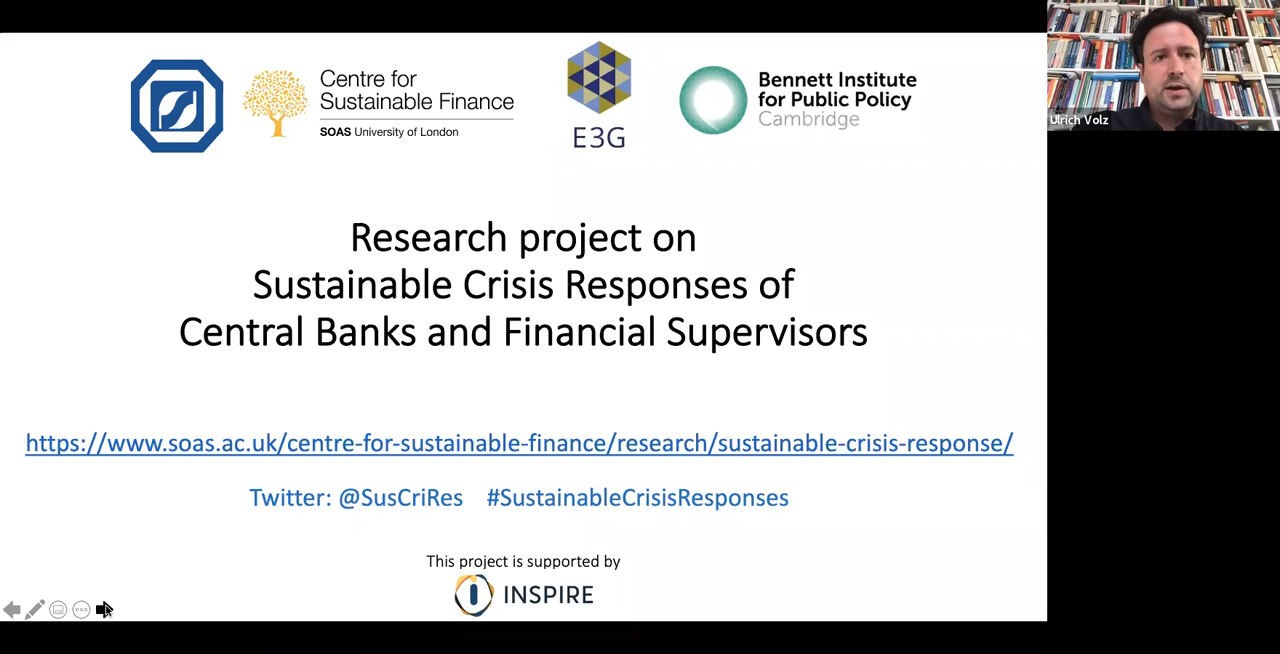 Centre for
Sustainable Finance
SOAS University of London
E3G
Bennett Institute
for Public Policy
Cambridge
Ulrich Volz
Research project on
Sustainable Crisis Responses of
Central Banks and Financial Supervisors
https://www.soas.ac.uk/centre-for-sustainable-finance/research/sustainable-crisis-response/
Twitter: @SusCriRes #SustainableCrisisResponses
This project is supported by
INSPIRE